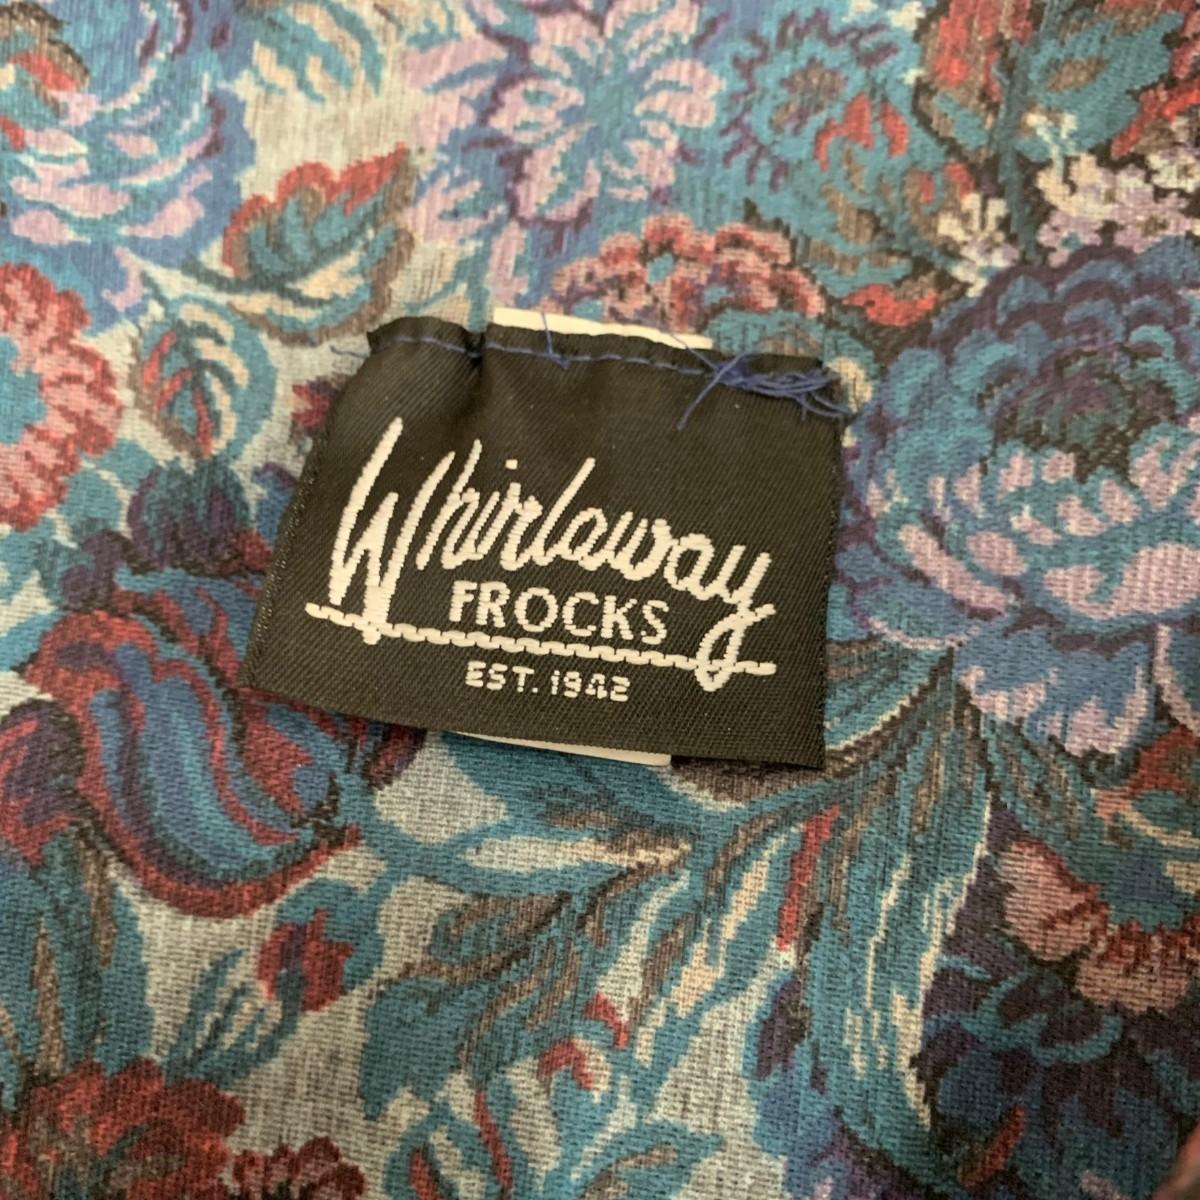 Whirlaway
FROCKS
EST. 1942